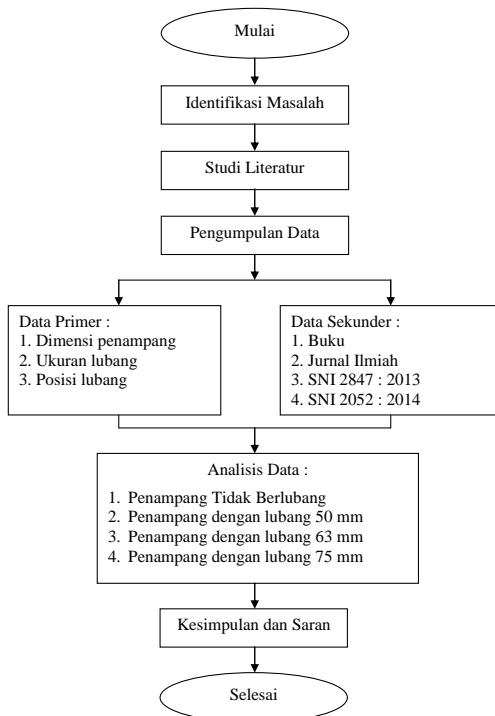 Mulai
Identifikasi Masalah
Studi Literatur
Pengumpulan Data
Data Primer :
1. Dimensi penampang
2. Ukuran lubang
3. Posisi lubang
Data Sekunder :
1. Buku
2. Jurnal Ilmiah
3. SNI 2847 : 2013
4. SNI 2052 : 2014
Analisis Data :
1. Penampang Tidak Berlubang
2. Penampang dengan lubang 50 mm
3. Penampang dengan lubang 63 mm
4. Penampang dengan lubang 75 mm
Kesimpulan dan Saran
Selesai